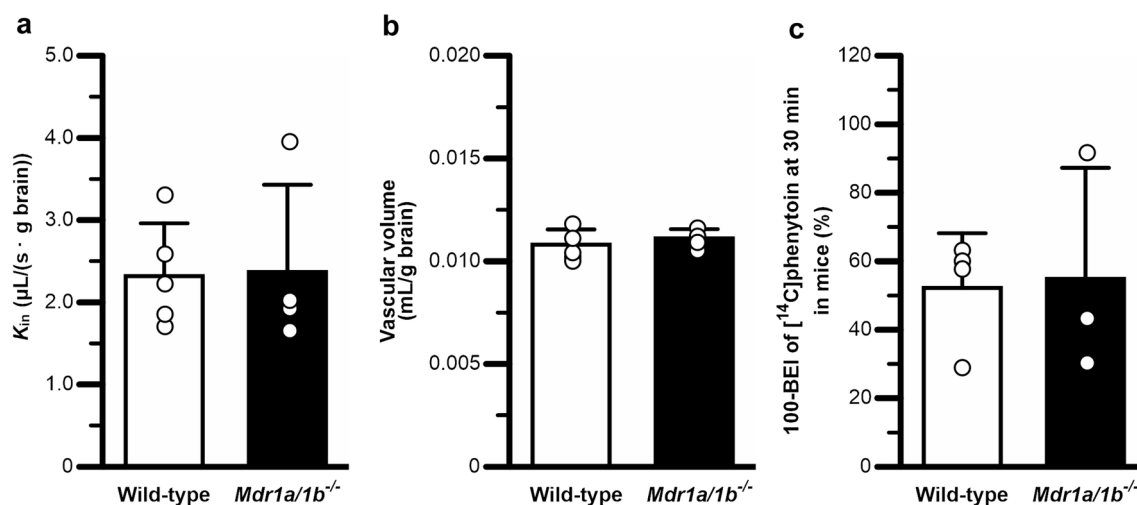 a
K_in (µL/(s · g brain))
5.0
4.0
3.0
2.0
1.0
0
Wild-type
Mdr1a/1b^-/-
b
Vascular volume
(mL/g brain)
0.020
0.015
0.010
0.005
0
Wild-type
Mdr1a/1b^-/-
c
100-BEI of [¹⁴C]phenytoin at 30 min
in mice (%)
120
100
80
60
40
20
0
Wild-type
Mdr1a/1b^-/-